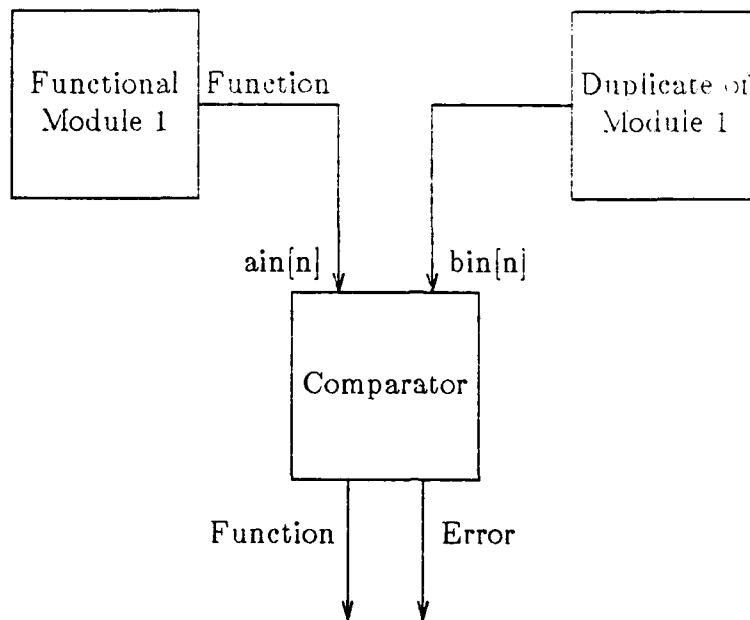 Functional
Module 1
Function
Duplicate of
Module 1
ain[n]
bin[n]
Comparator
Function
Error